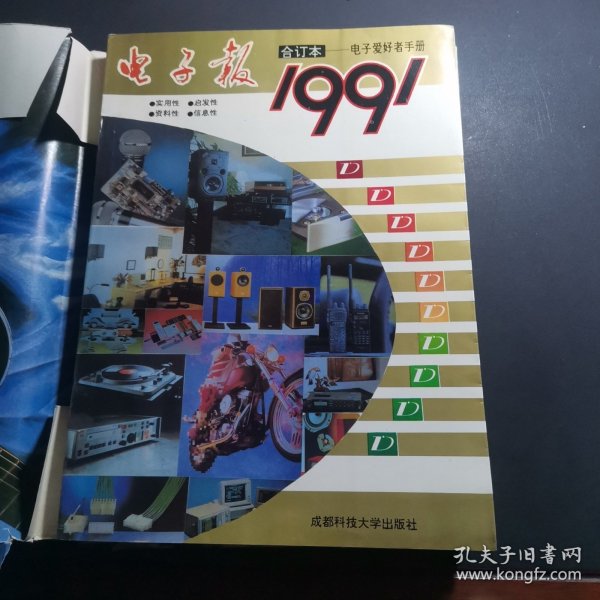 电子报
合订本——电子爱好者手册
1991
●实用性 ●启发性
●资料性 ●信息性
D
D
D
D
D
D
D
D
D
D
成都科技大学出版社
孔夫子旧书网
www.kongfz.com